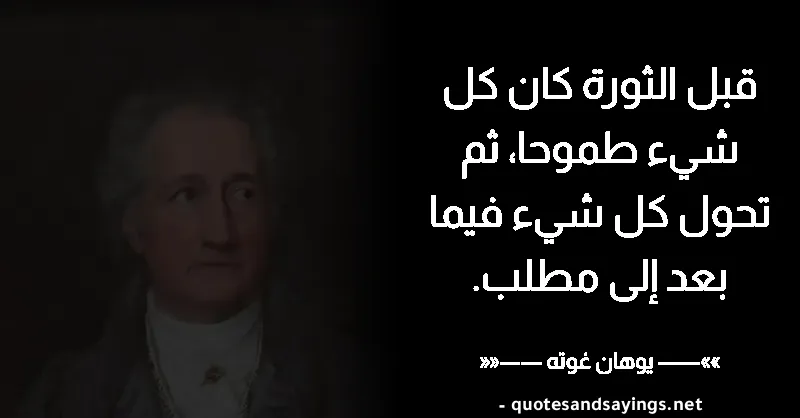 قبل الثورة كان كل
شيء طموحا، ثم
تحول كل شيء فيما
بعد إلى مطلب.
»»—— يوهان غوته ——««
- quotesandsayings.net